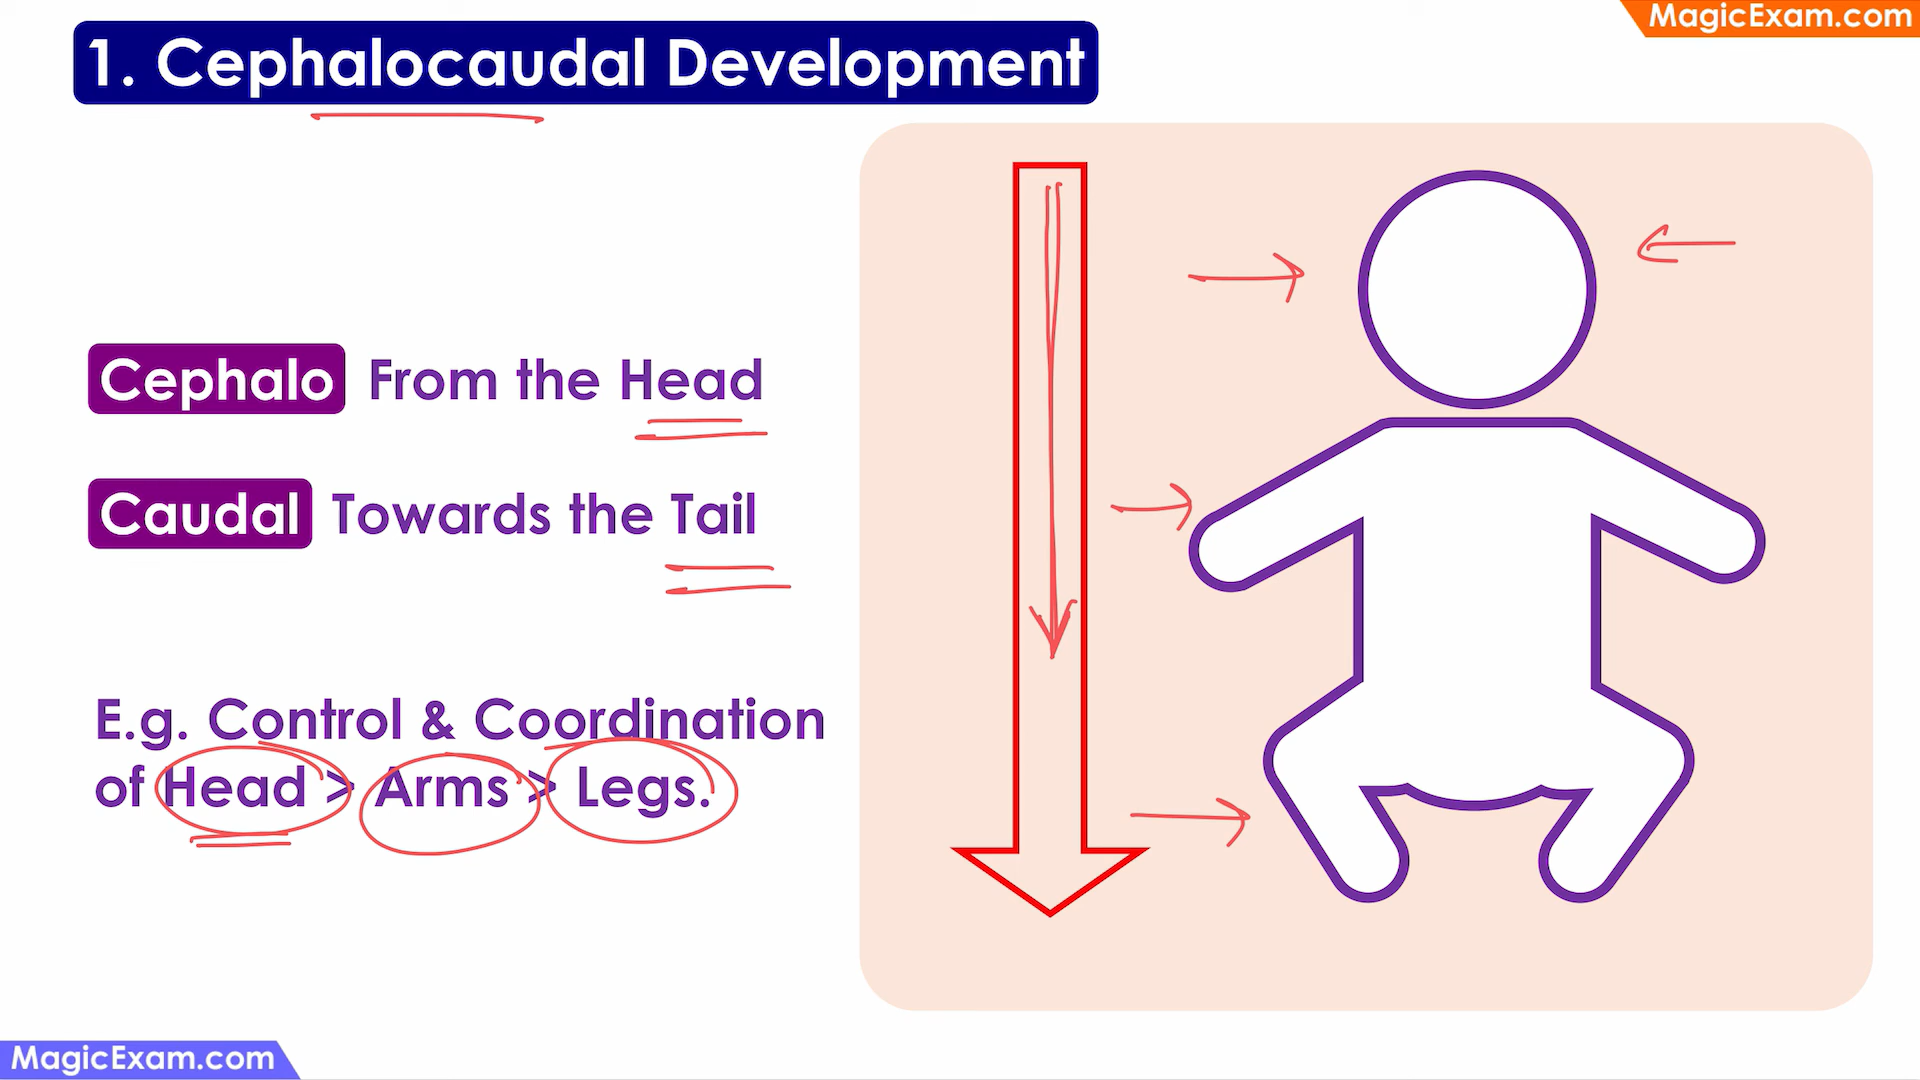 MagicExam.com
1. Cephalocaudal Development
Cephalo From the Head
Caudal Towards the Tail
E.g. Control & Coordination
of Head > Arms > Legs.
MagicExam.com